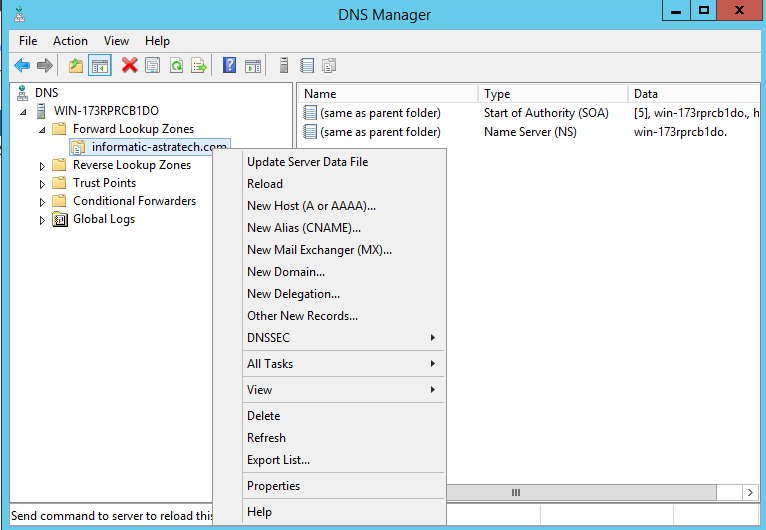 DNS Manager
File Action View Help
DNS
WIN-173RPRCB1DO
Forward Lookup Zones
informatic-astratech.com
Reverse Lookup Zones
Trust Points
Conditional Forwarders
Global Logs
Name Type Data
(same as parent folder) Start of Authority (SOA) [5], win-173rprcb1do., h
(same as parent folder) Name Server (NS) win-173rprcb1do.
Update Server Data File
Reload
New Host (A or AAAA)...
New Alias (CNAME)...
New Mail Exchanger (MX)...
New Domain...
New Delegation...
Other New Records...
DNSSEC
All Tasks
View
Delete
Refresh
Export List...
Properties
Help
Send command to server to reload this